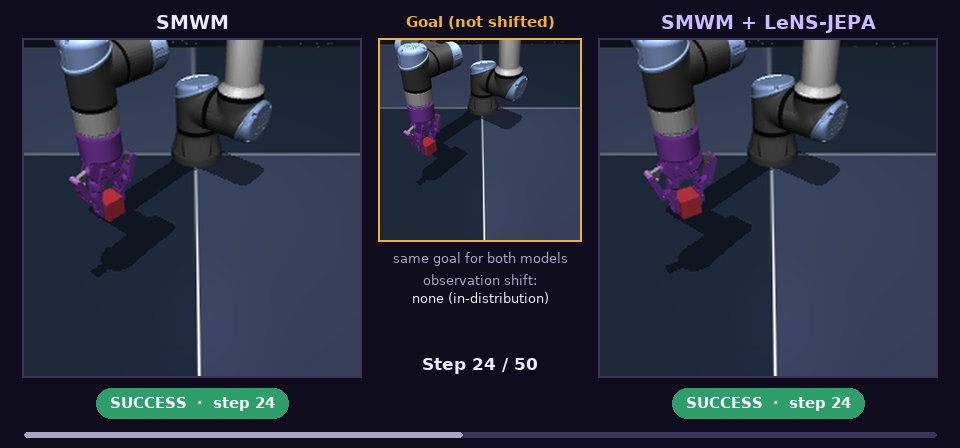 SMWM
Goal (not shifted)
SMWM + LeNS-JEPA
same goal for both models
observation shift:
none (in-distribution)
Step 24 / 50
SUCCESS · step 24
SUCCESS · step 24